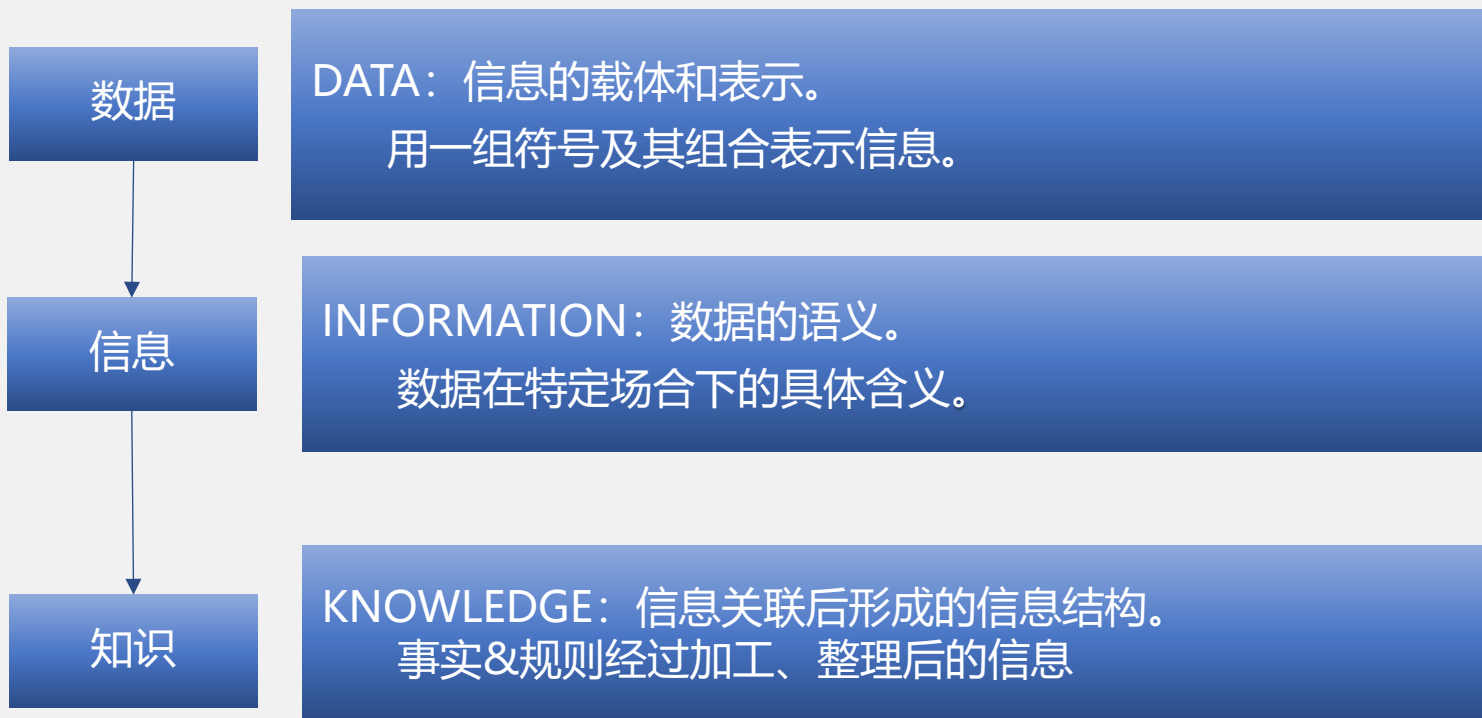 数据
DATA：信息的载体和表示。
用一组符号及其组合表示信息。
信息
INFORMATION：数据的语义。
数据在特定场合下的具体含义。
知识
KNOWLEDGE：信息关联后形成的信息结构。
事实&规则经过加工、整理后的信息